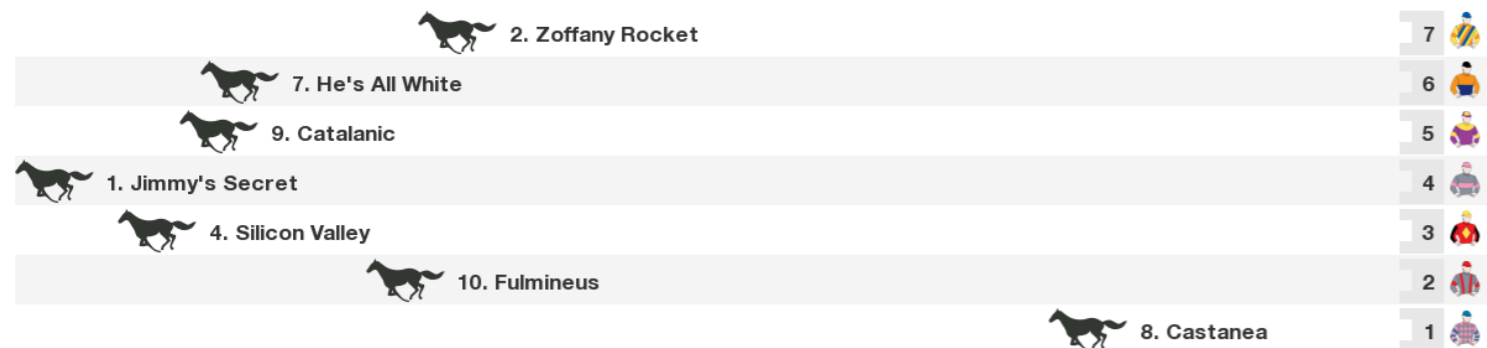 2. Zoffany Rocket 7
7. He's All White 6
9. Catalanic 5
1. Jimmy's Secret 4
4. Silicon Valley 3
10. Fulmineus 2
8. Castanea 1